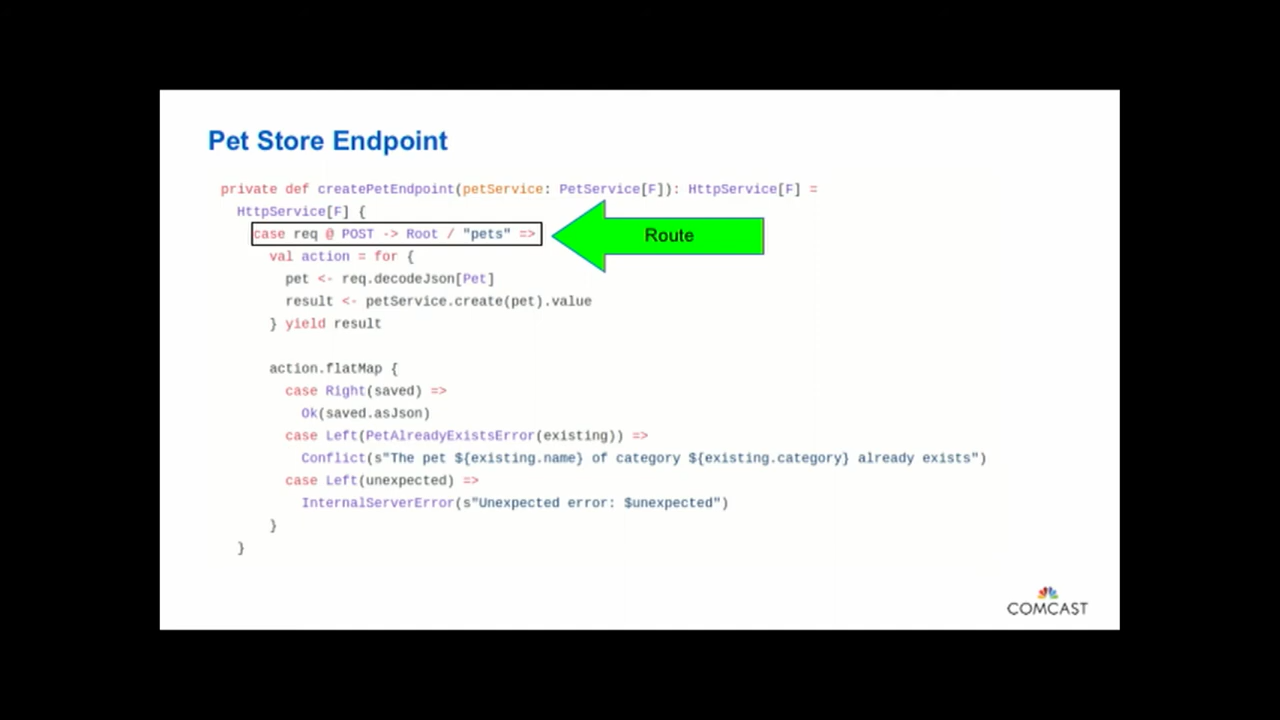 Pet Store Endpoint
private def createPetEndpoint(petService: PetService[F]): HttpService[F] =
HttpService[F] {
case req @ POST -> Root / "pets" =>
Route
val action = for {
pet <- req.decodeJson[Pet]
result <- petService.create(pet).value
} yield result
action.flatMap {
case Right(saved) =>
Ok(saved.asJson)
case Left(PetAlreadyExistsError(existing)) =>
Conflict(s"The pet ${existing.name} of category ${existing.category} already exists")
case Left(unexpected) =>
InternalServerError(s"Unexpected error: $unexpected")
}
}
COMCAST